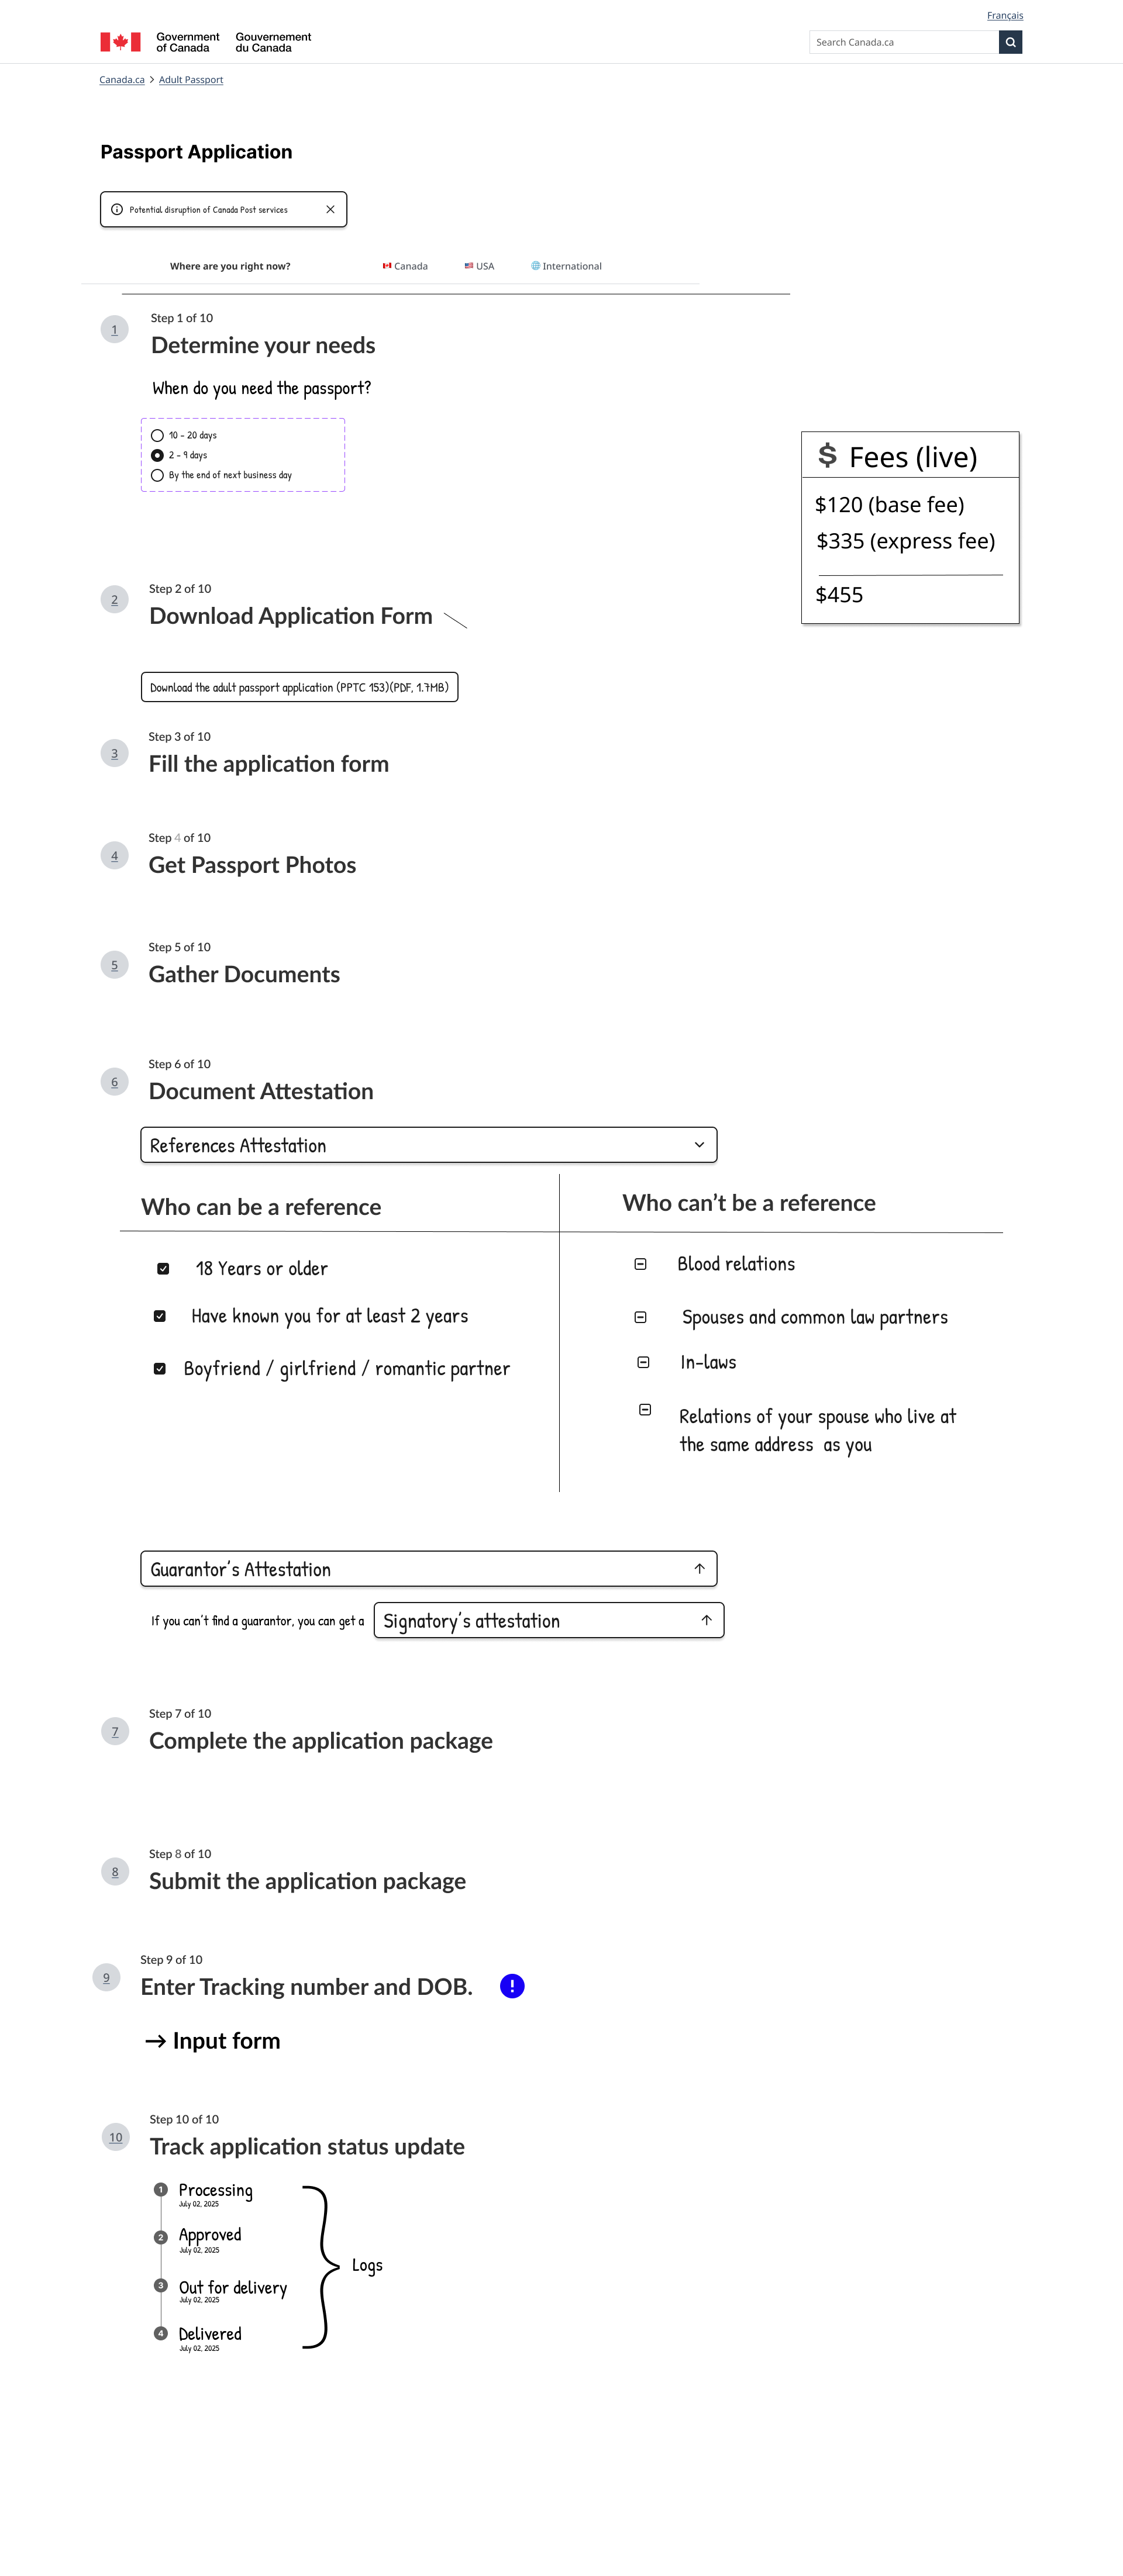 Français
Government of Canada
Gouvernement du Canada
Search Canada.ca
Canada.ca > Adult Passport
Passport Application
Potential disruption of Canada Post services
Where are you right now? Canada USA International
1
Step 1 of 10
Determine your needs
When do you need the passport?
10 - 20 days
2 - 9 days
By the end of next business day
$ Fees (live)
$120 (base fee)
$335 (express fee)
$455
2
Step 2 of 10
Download Application Form
Download the adult passport application (PPTC 153)(PDF, 1.7MB)
3
Step 3 of 10
Fill the application form
4
Step 4 of 10
Get Passport Photos
5
Step 5 of 10
Gather Documents
6
Step 6 of 10
Document Attestation
References Attestation
Who can be a reference
18 Years or older
Have known you for at least 2 years
Boyfriend / girlfriend / romantic partner
Who can’t be a reference
Blood relations
Spouses and common law partners
In-laws
Relations of your spouse who live at
the same address as you
Guarantor’s Attestation
If you can’t find a guarantor, you can get a
Signatory’s attestation
7
Step 7 of 10
Complete the application package
8
Step 8 of 10
Submit the application package
9
Step 9 of 10
Enter Tracking number and DOB. !
→ Input form
10
Step 10 of 10
Track application status update
1 Processing
July 02, 2025
2 Approved
July 02, 2025
3 Out for delivery
July 02, 2025
4 Delivered
July 02, 2025
Logs